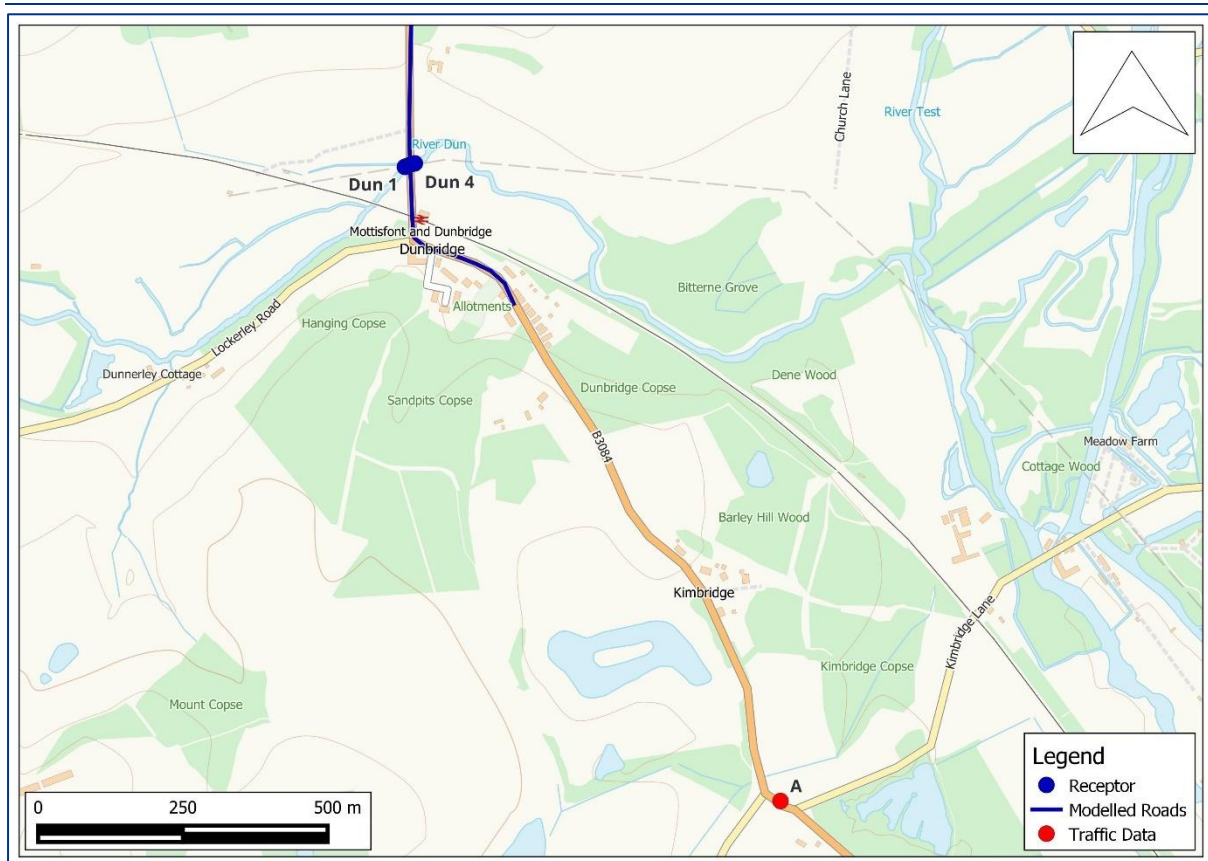 Church Lane
River Test
River Dun
Dun 1
Dun 4
Mottisfont and Dunbridge
Dunbridge
Bitterne Grove
Allotments
Hanging Copse
Lockerley Road
Dunnerley Cottage
Dene Wood
Dunbridge Copse
Sandpits Copse
B3084
Meadow Farm
Cottage Wood
Barley Hill Wood
Kimbridge
Kimbridge Lane
Kimbridge Copse
Mount Copse
A
Legend
Receptor
Modelled Roads
Traffic Data
0 250 500 m